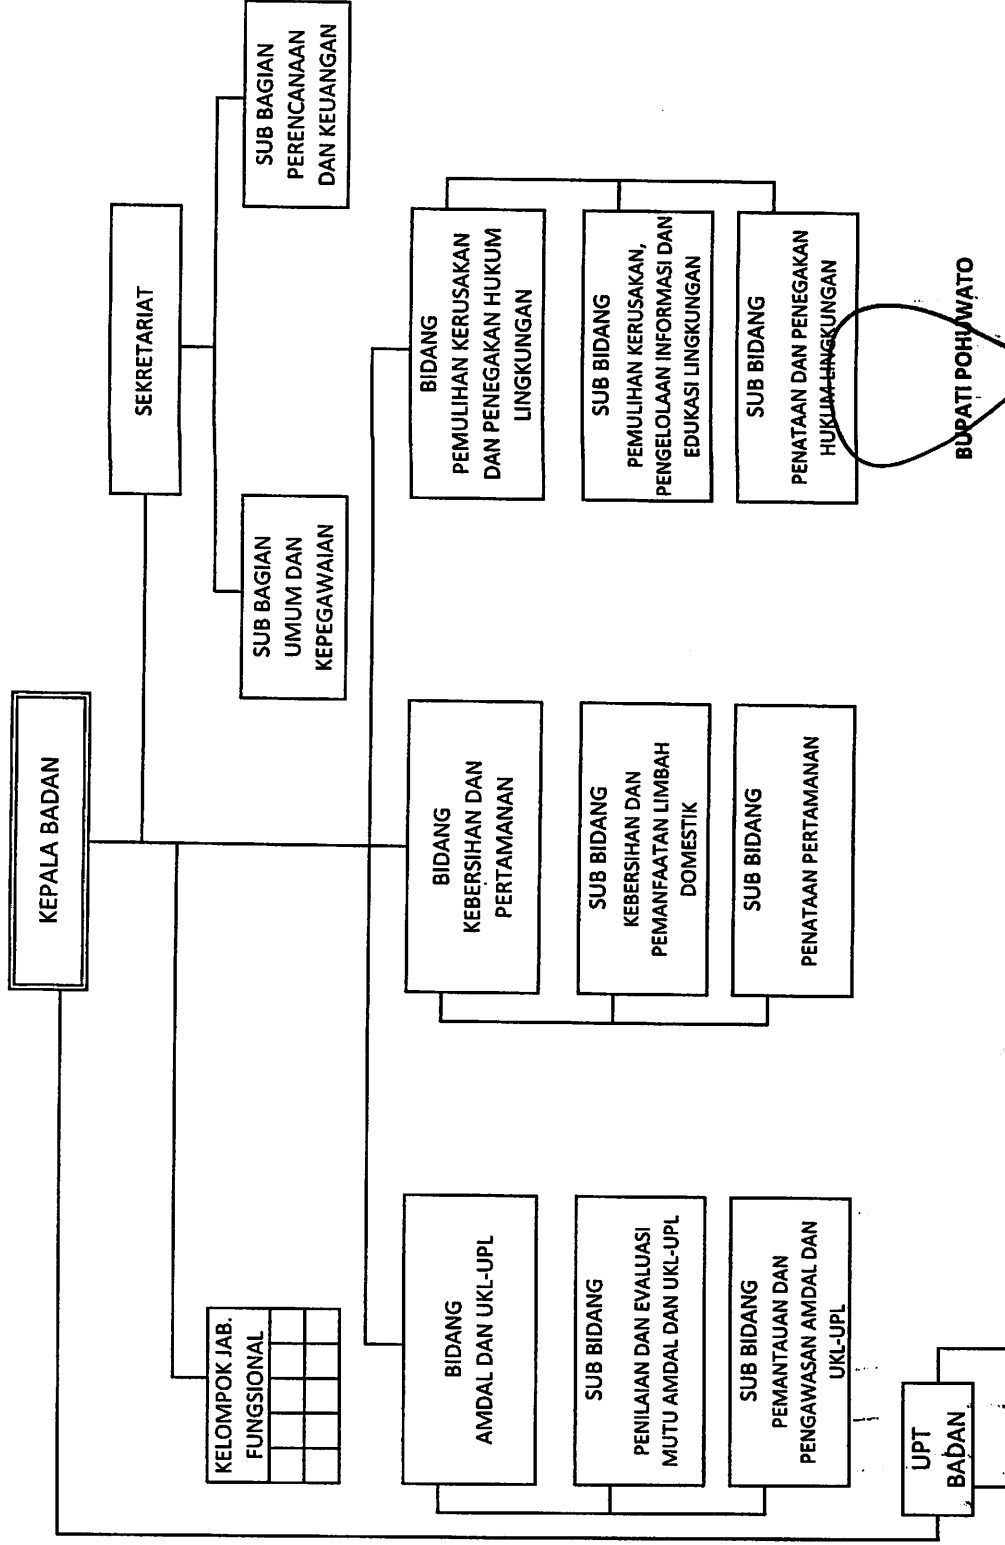 KEPALA BADAN
SEKRETARIAT
SUB BAGIAN
UMUM DAN
KEPEGAWAIAN
SUB BAGIAN
PERENCANAAN
DAN KEUANGAN
KELOMPOK JAB.
FUNGSIONAL
BIDANG
AMDAL DAN UKL-UPL
SUB BIDANG
PENILAIAN DAN EVALUASI
MUTU AMDAL DAN UKL-UPL
SUB BIDANG
PEMANTAUAN DAN
PENGAWASAN AMDAL DAN
UKL-UPL
BIDANG
KEBERSIHAN DAN
PERTAMANAN
SUB BIDANG
KEBERSIHAN DAN
PEMANFAATAN LIMBAH
DOMESTIK
SUB BIDANG
PENATAAN PERTAMANAN
BIDANG
PEMULIHAN KERUSAKAN
DAN PENEGAKAN HUKUM
LINGKUNGAN
SUB BIDANG
PEMULIHAN KERUSAKAN,
PENGELOLAAN INFORMASI DAN
EDUKASI LINGKUNGAN
SUB BIDANG
PENATAAN DAN PENEGAKAN
HUKUM LINGKUNGAN
UPT
BADAN
BUPATI POHUWATO